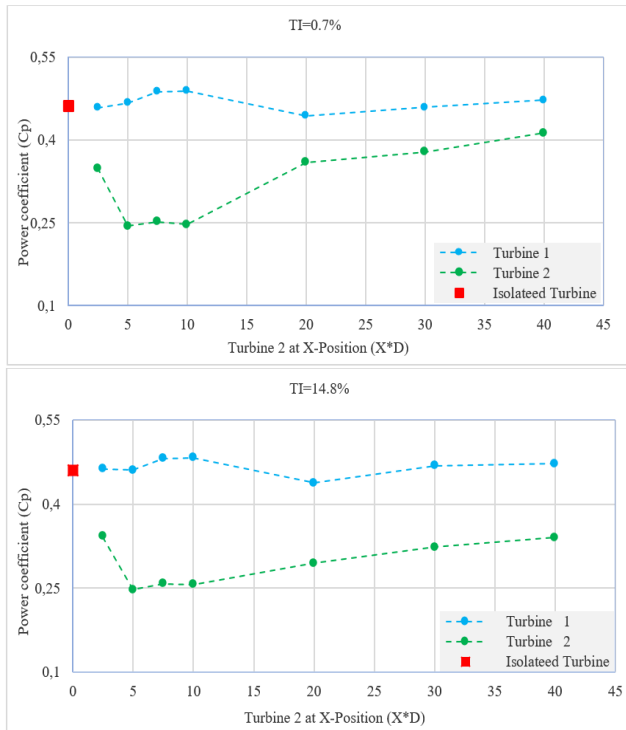 TI=0.7%
0,55
0,4
0,25
0,1
Power coefficient (Cp)
Turbine 1
Turbine 2
Isolateed Turbine
0 5 10 15 20 25 30 35 40 45
Turbine 2 at X-Position (X*D)
TI=14.8%
0,55
0,4
0,25
0,1
Power coefficient (Cp)
Turbine 1
Turbine 2
Isolateed Turbine
0 5 10 15 20 25 30 35 40 45
Turbine 2 at X-Position (X*D)